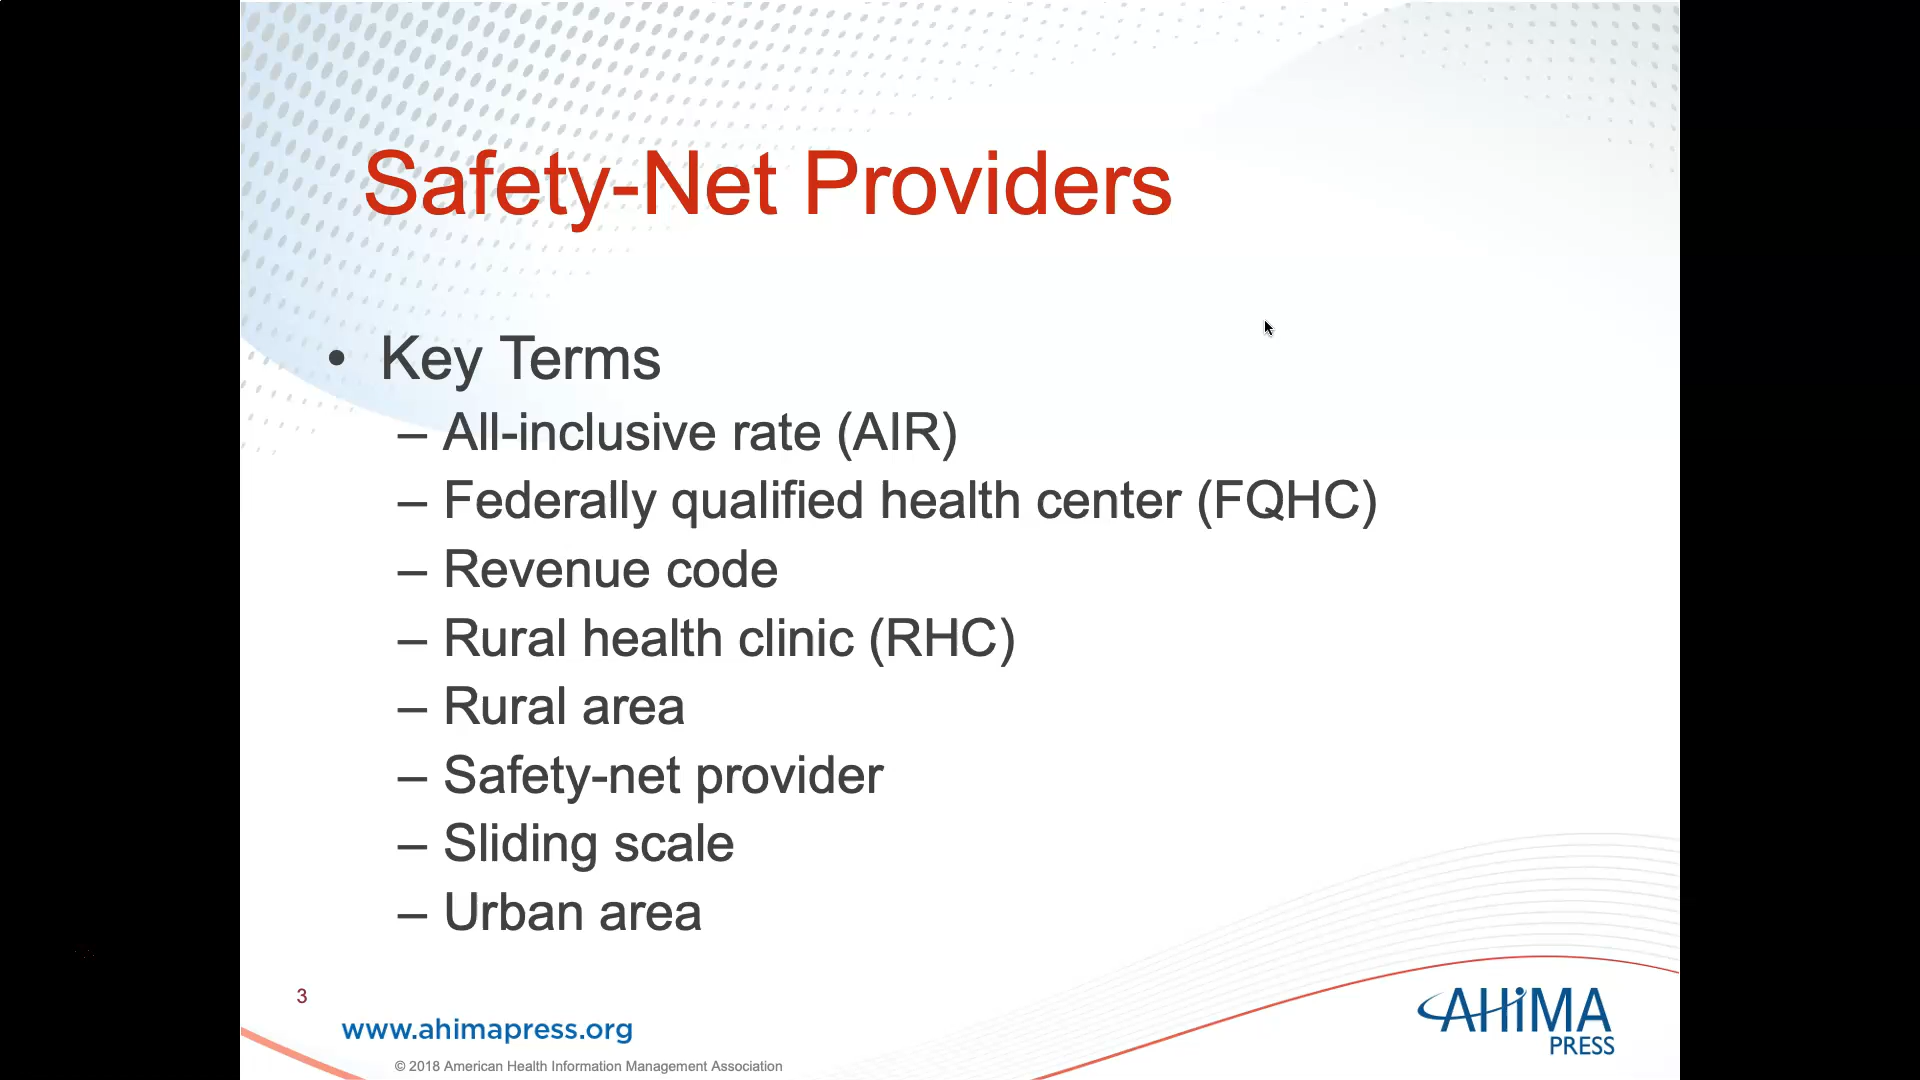 Safety-Net Providers
• Key Terms
– All-inclusive rate (AIR)
– Federally qualified health center (FQHC)
– Revenue code
– Rural health clinic (RHC)
– Rural area
– Safety-net provider
– Sliding scale
– Urban area
3
www.ahimapress.org
© 2018 American Health Information Management Association
AHiMA
PRESS